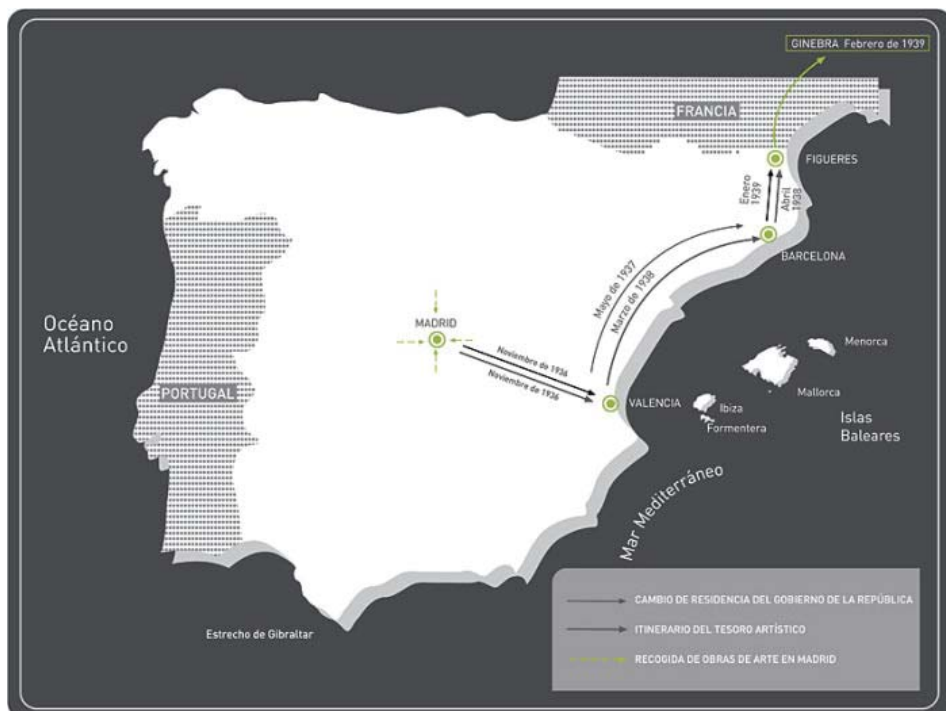 GINEBRA Febrero de 1939
FRANCIA
FIGUERES
Enero
1939
Abril
1938
BARCELONA
Mayo de 1937
Marzo de 1938
Océano
Atlántico
MADRID
Noviembre de 1936
Noviembre de 1936
PORTUGAL
VALENCIA
Menorca
Mallorca
Ibiza
Formentera
Islas
Baleares
Mar Mediterráneo
Estrecho de Gibraltar
CAMBIO DE RESIDENCIA DEL GOBIERNO DE LA REPÚBLICA
ITINERARIO DEL TESORO ARTÍSTICO
RECOGIDA DE OBRAS DE ARTE EN MADRID